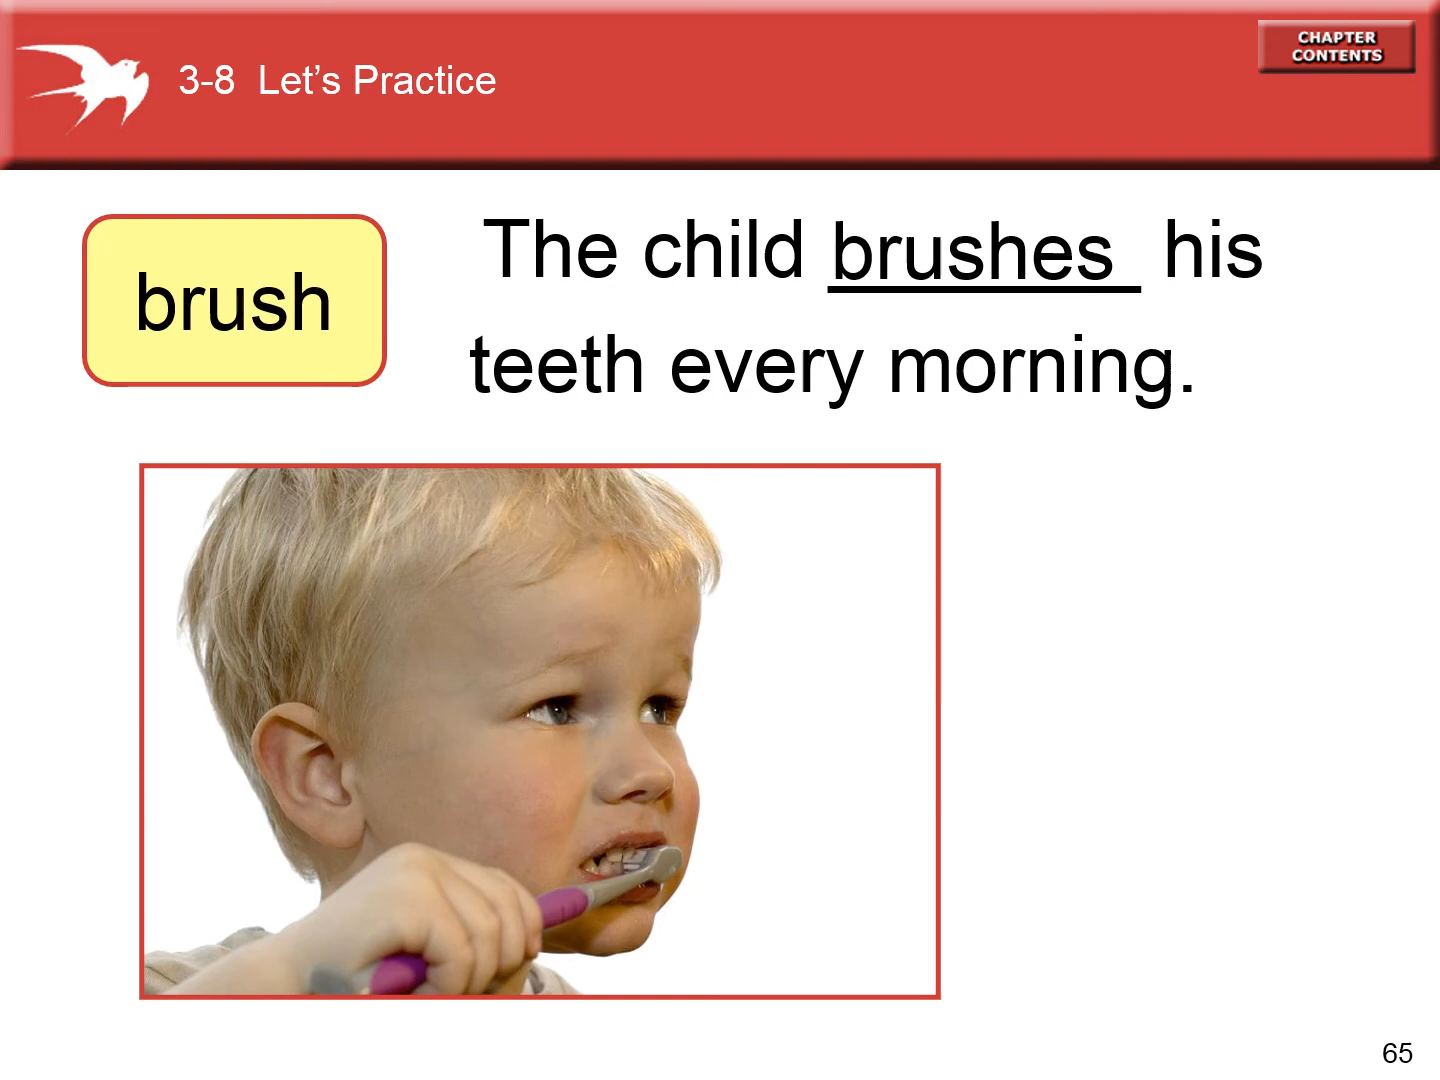 3-8 Let’s Practice
CHAPTER
CONTENTS
brush
The child brushes his
teeth every morning.
65